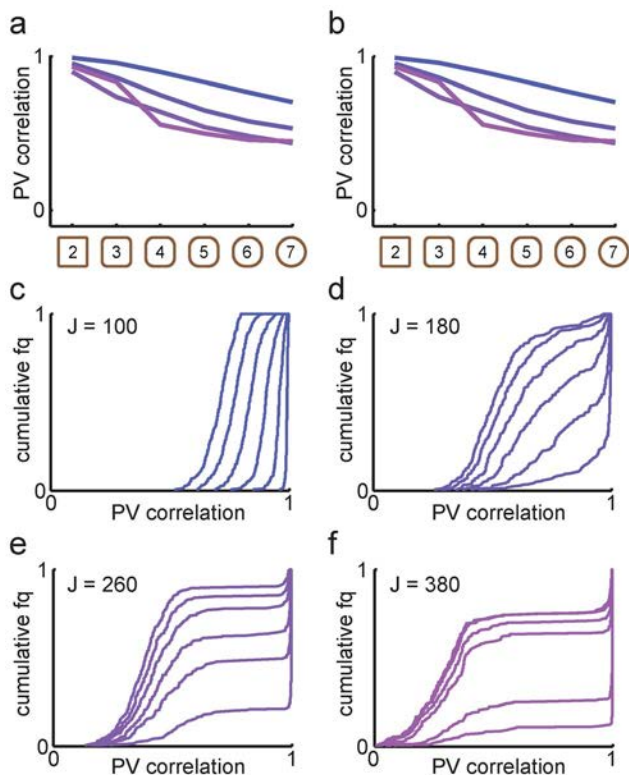 a
b
1
PV correlation
0
2 3 4 5 6 7
1
PV correlation
0
2 3 4 5 6 7
c
d
1
J = 100
cumulative fq
0
0
PV correlation
1
1
J = 180
cumulative fq
0
0
PV correlation
1
e
f
1
J = 260
cumulative fq
0
0
PV correlation
1
1
J = 380
cumulative fq
0
0
PV correlation
1